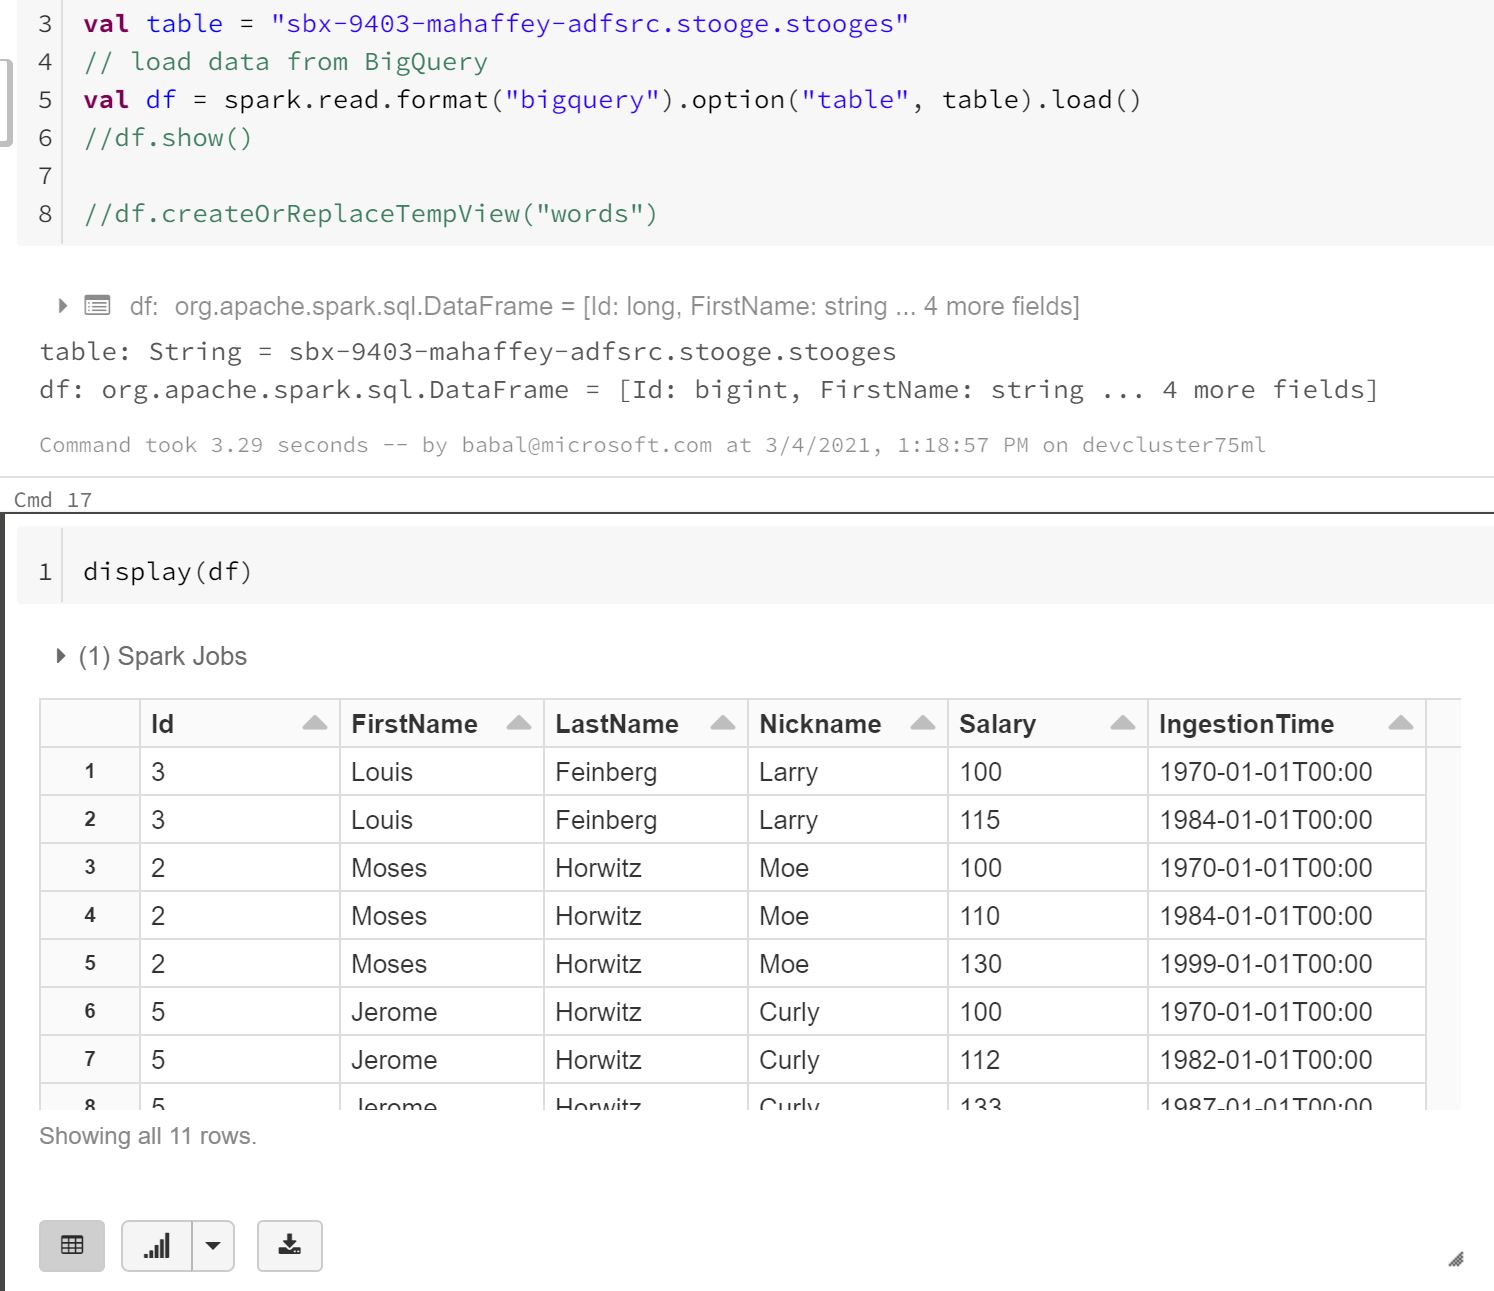 3 val table = "sbx-9403-mahaffey-adfsrc.stooge.stooges"
4 // load data from BigQuery
5 val df = spark.read.format("bigquery").option("table", table).load()
6 //df.show()
7
8 //df.createOrReplaceTempView("words")
df: org.apache.spark.sql.DataFrame = [Id: long, FirstName: string ... 4 more fields]
table: String = sbx-9403-mahaffey-adfsrc.stooge.stooges
df: org.apache.spark.sql.DataFrame = [Id: bigint, FirstName: string ... 4 more fields]
Command took 3.29 seconds -- by babal@microsoft.com at 3/4/2021, 1:18:57 PM on devcluster75ml
Cmd 17
1 display(df)
(1) Spark Jobs
Id FirstName LastName Nickname Salary IngestionTime
1 3 Louis Feinberg Larry 100 1970-01-01T00:00
2 3 Louis Feinberg Larry 115 1984-01-01T00:00
3 2 Moses Horwitz Moe 100 1970-01-01T00:00
4 2 Moses Horwitz Moe 110 1984-01-01T00:00
5 2 Moses Horwitz Moe 130 1999-01-01T00:00
6 5 Jerome Horwitz Curly 100 1970-01-01T00:00
7 5 Jerome Horwitz Curly 112 1982-01-01T00:00
8 5 Jerome Horwitz Curly 133 1987-01-01T00:00
Showing all 11 rows.